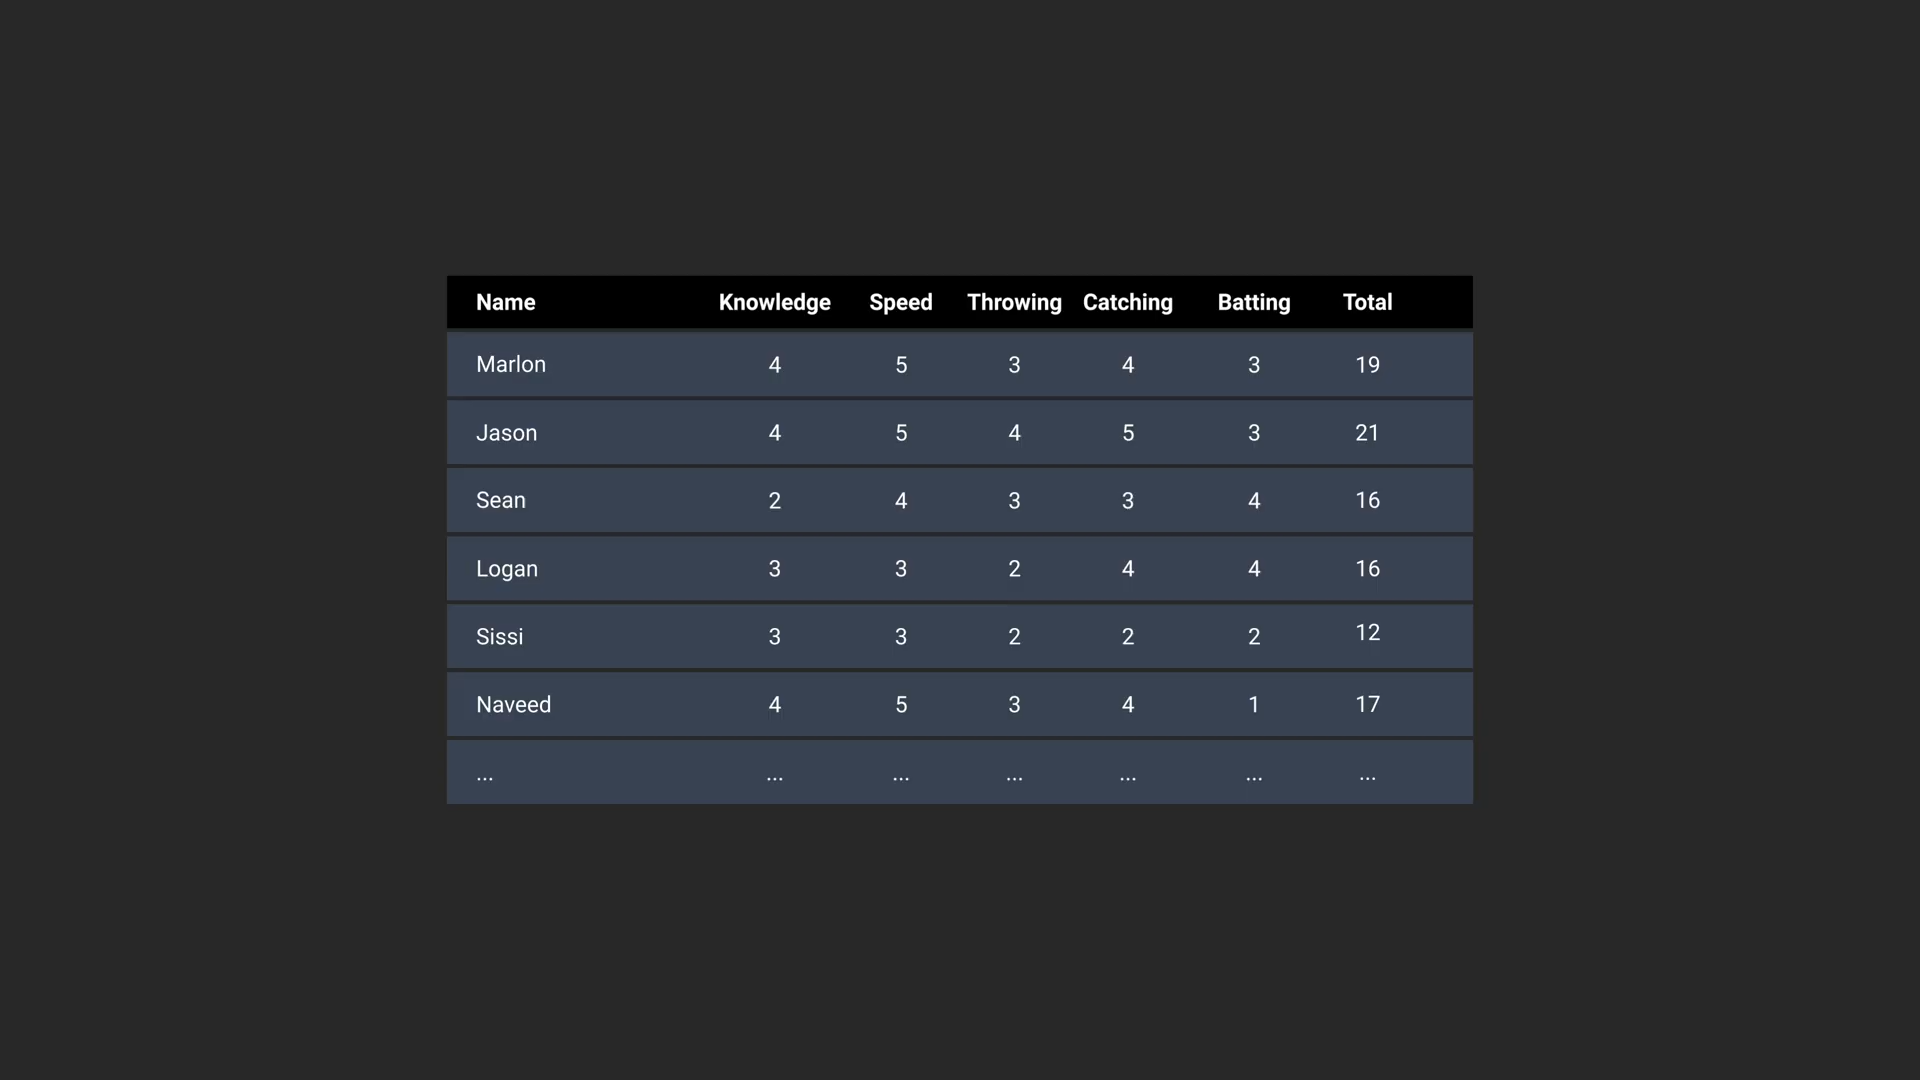 Name Knowledge Speed Throwing Catching Batting Total
Marlon 4 5 3 4 3 19
Jason 4 5 4 5 3 21
Sean 2 4 3 3 4 16
Logan 3 3 2 4 4 16
Sissi 3 3 2 2 2 12
Naveed 4 5 3 4 1 17
... ... ... ... ... ... ...